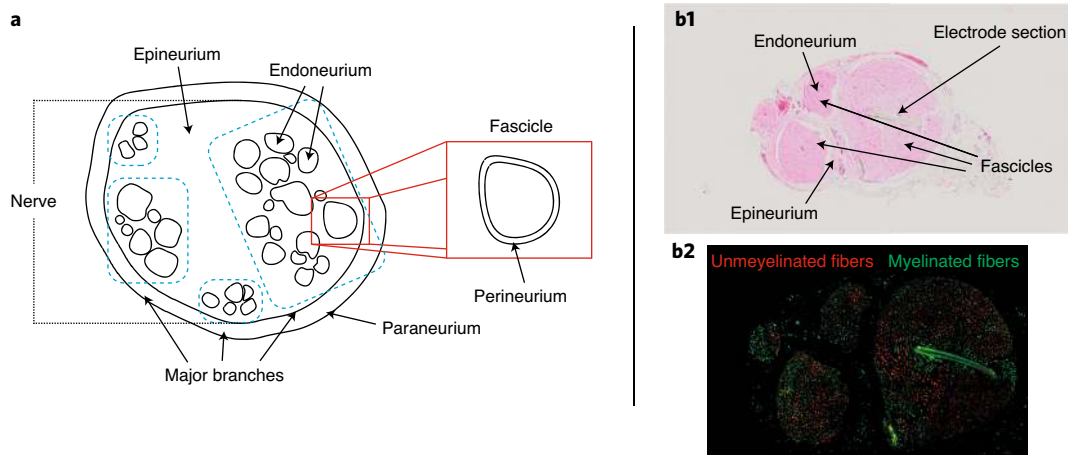 a
Epineurium
Endoneurium
Fascicle
Nerve
Perineurium
Paraneurium
Major branches
b1
Endoneurium
Electrode section
Fascicles
Epineurium
b2
Unmeyelinated fibers
Myelinated fibers